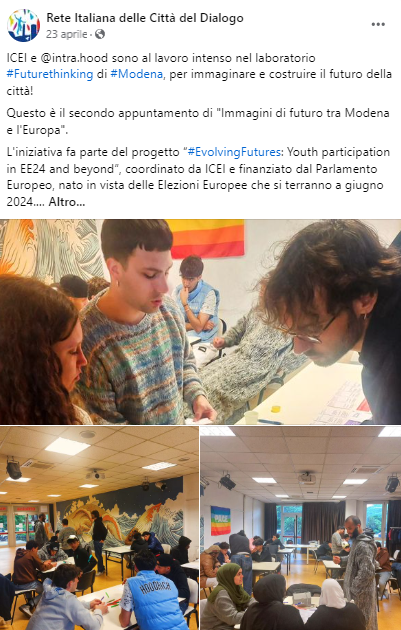 Rete Italiana delle Città del Dialogo
23 aprile ·
ICEI e @intra.hood sono al lavoro intenso nel laboratorio
#Futurethinking di #Modena, per immaginare e costruire il futuro della
città!
Questo è il secondo appuntamento di "Immagini di futuro tra Modena
e l'Europa".
L'iniziativa fa parte del progetto "#EvolvingFutures: Youth participation
in EE24 and beyond", coordinato da ICEI e finanziato dal Parlamento
Europeo, nato in vista delle Elezioni Europee che si terranno a giugno
2024.... Altro...
HOODRICH